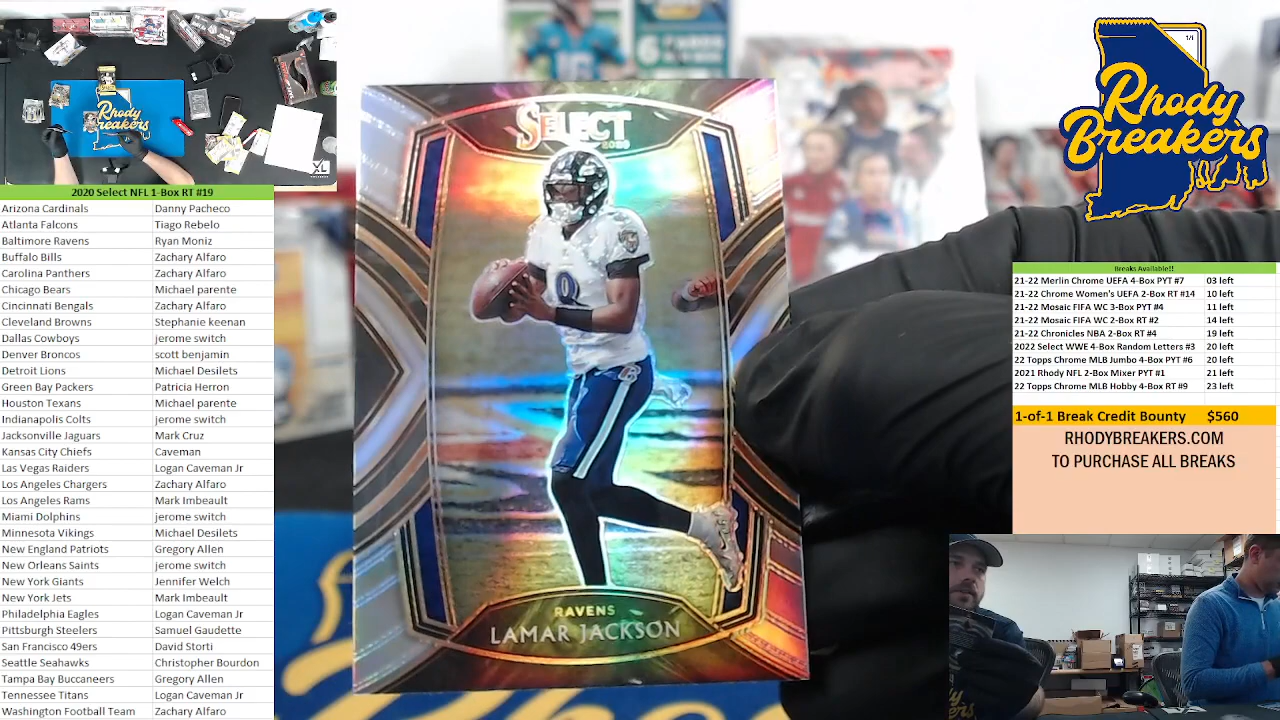 2020 Select NFL 1-Box RT #19
Arizona Cardinals Danny Pacheco
Atlanta Falcons Tiago Rebelo
Baltimore Ravens Ryan Moniz
Buffalo Bills Zachary Alfaro
Carolina Panthers Zachary Alfaro
Chicago Bears Michael parente
Cincinnati Bengals Zachary Alfaro
Cleveland Browns Stephanie keenan
Dallas Cowboys jerome switch
Denver Broncos scott benjamin
Detroit Lions Michael Desilets
Green Bay Packers Patricia Herron
Houston Texans Michael parente
Indianapolis Colts jerome switch
Jacksonville Jaguars Mark Cruz
Kansas City Chiefs Caveman
Las Vegas Raiders Logan Caveman Jr
Los Angeles Chargers Zachary Alfaro
Los Angeles Rams Mark Imbeault
Miami Dolphins jerome switch
Minnesota Vikings Michael Desilets
New England Patriots Gregory Allen
New Orleans Saints jerome switch
New York Giants Jennifer Welch
New York Jets Mark Imbeault
Philadelphia Eagles Logan Caveman Jr
Pittsburgh Steelers Samuel Gaudette
San Francisco 49ers David Storti
Seattle Seahawks Christopher Bourdon
Tampa Bay Buccaneers Gregory Allen
Tennessee Titans Logan Caveman Jr
Washington Football Team Zachary Alfaro
Rhody
Breakers
XL
SELECT
2020
RAVENS
LAMAR JACKSON
1/1
Rhody
Breakers
Breaks Available!!
21-22 Merlin Chrome UEFA 4-Box PYT #7 03 left
21-22 Chrome Women's UEFA 2-Box RT #14 10 left
21-22 Mosaic FIFA WC 3-Box PYT #4 11 left
21-22 Mosaic FIFA WC 2-Box RT #2 14 left
21-22 Chronicles NBA 2-Box RT #4 19 left
2022 Select WWE 4-Box Random Letters #3 20 left
22 Topps Chrome MLB Jumbo 4-Box PYT #6 20 left
2021 Rhody NFL 2-Box Mixer PYT #1 21 left
22 Topps Chrome MLB Hobby 4-Box RT #9 23 left
1-of-1 Break Credit Bounty $560
RHODYBREAKERS.COM
TO PURCHASE ALL BREAKS